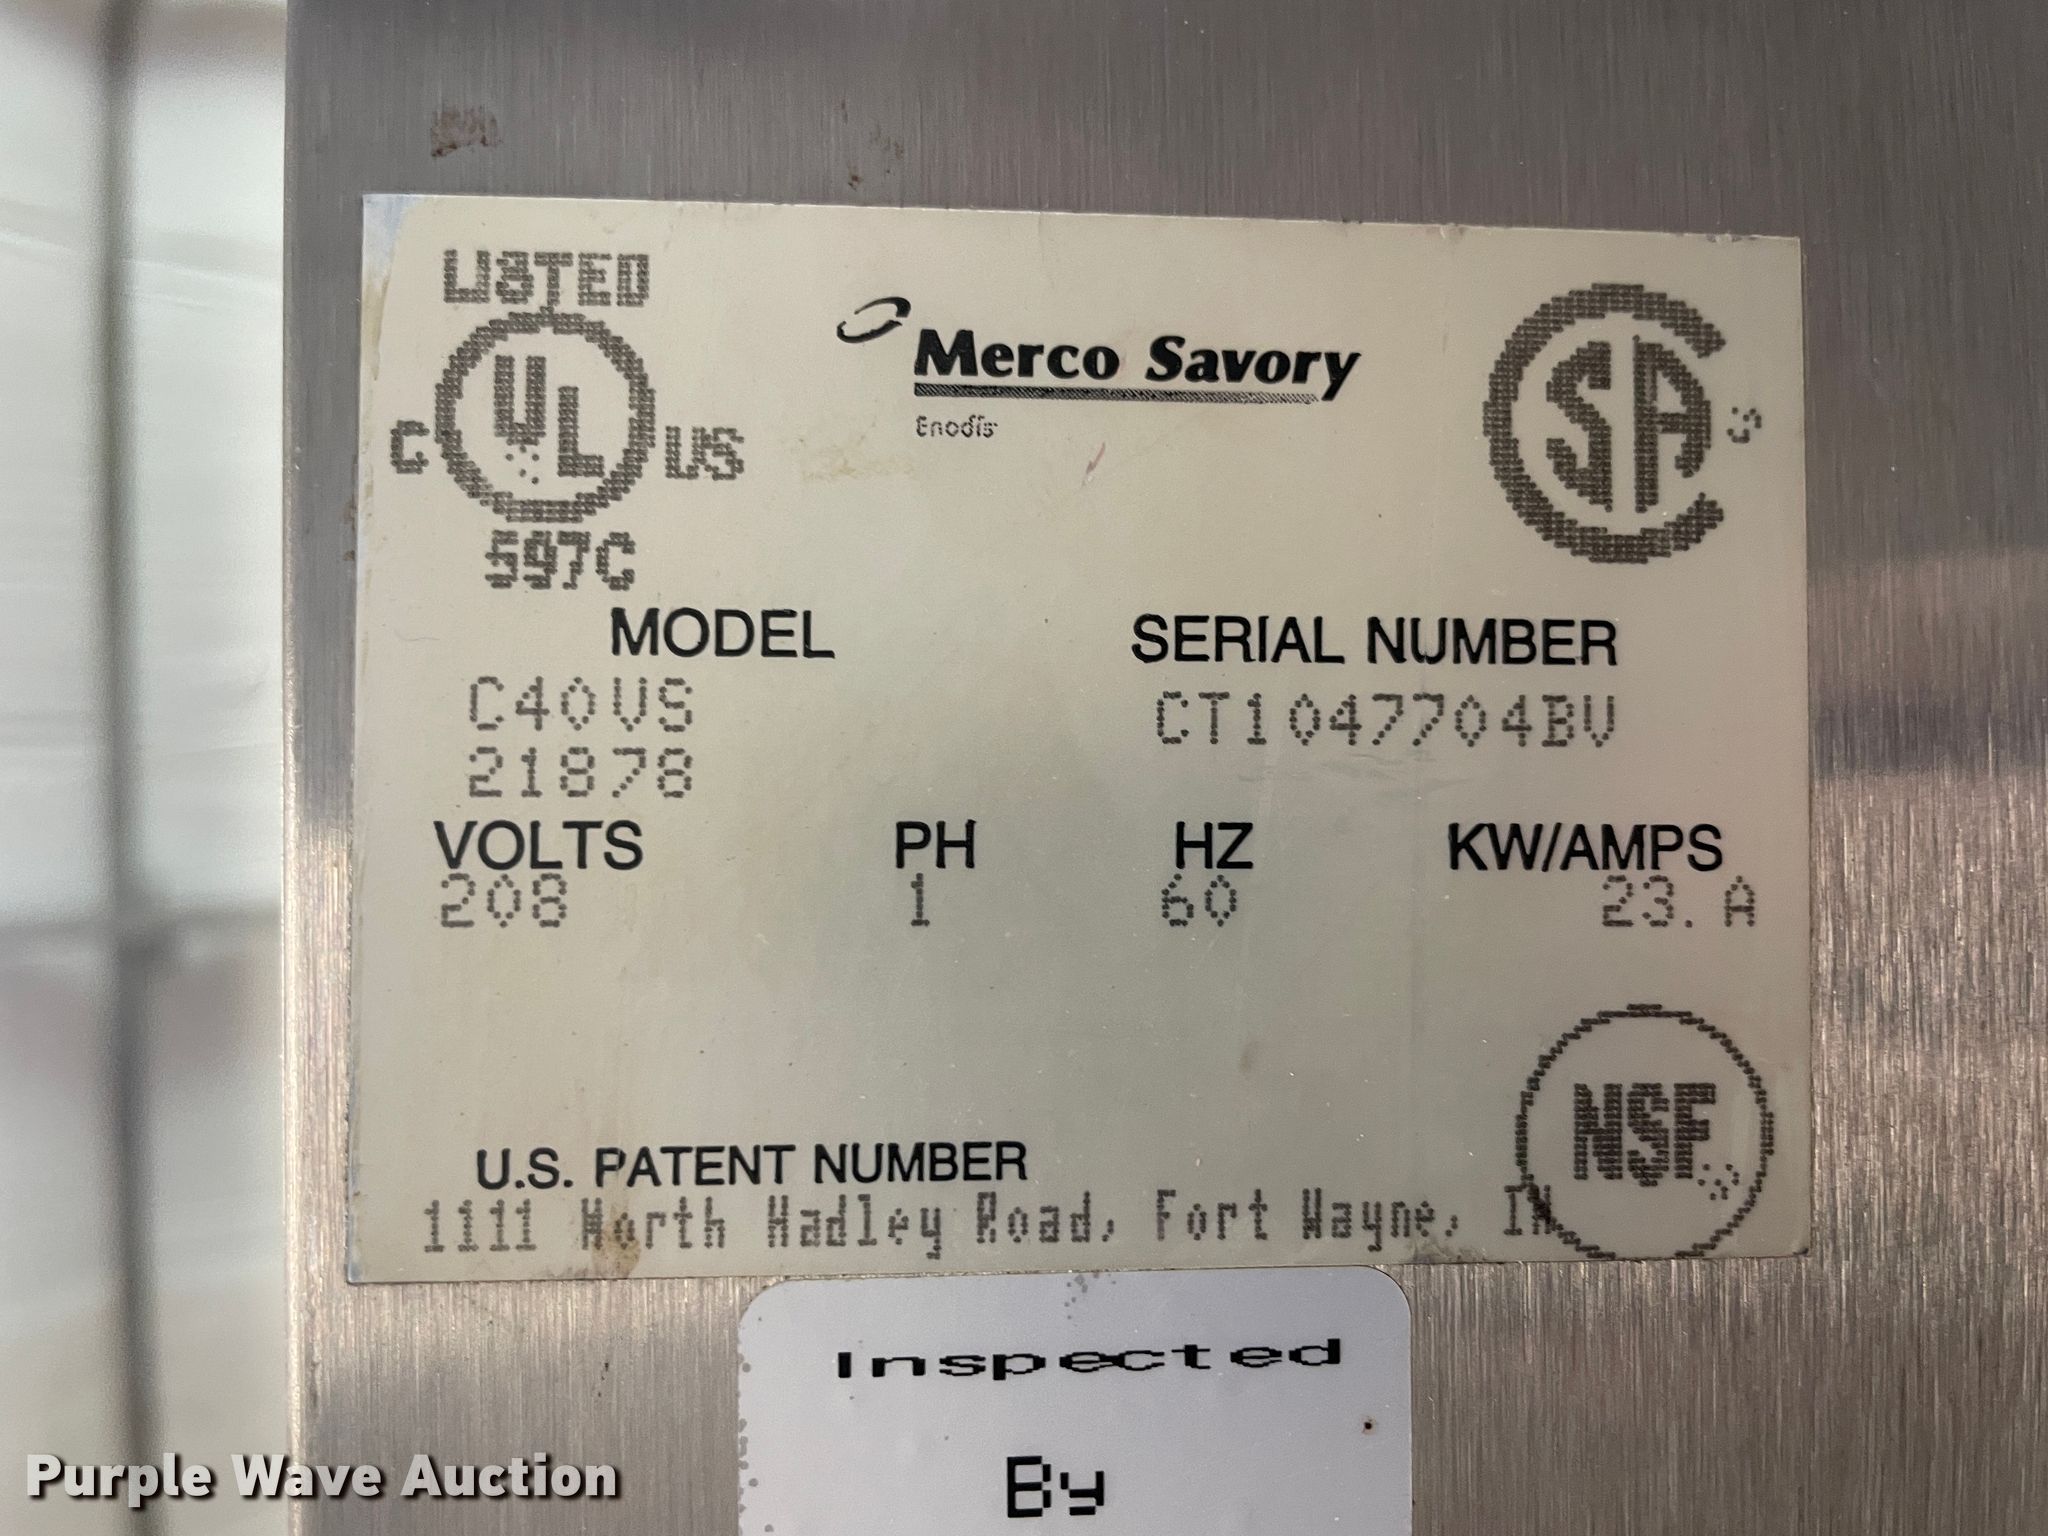 LISTED
C UL US
Merco Savory
Enodis
SA
MODEL
C40VS
21878
SERIAL NUMBER
CT1047704BV
VOLTS PH HZ KW/AMPS
208 1 60 23. A
NSF
U.S. PATENT NUMBER
1111 North Hadley Road, Fort Wayne, IN
Inspected
By
Purple Wave Auction